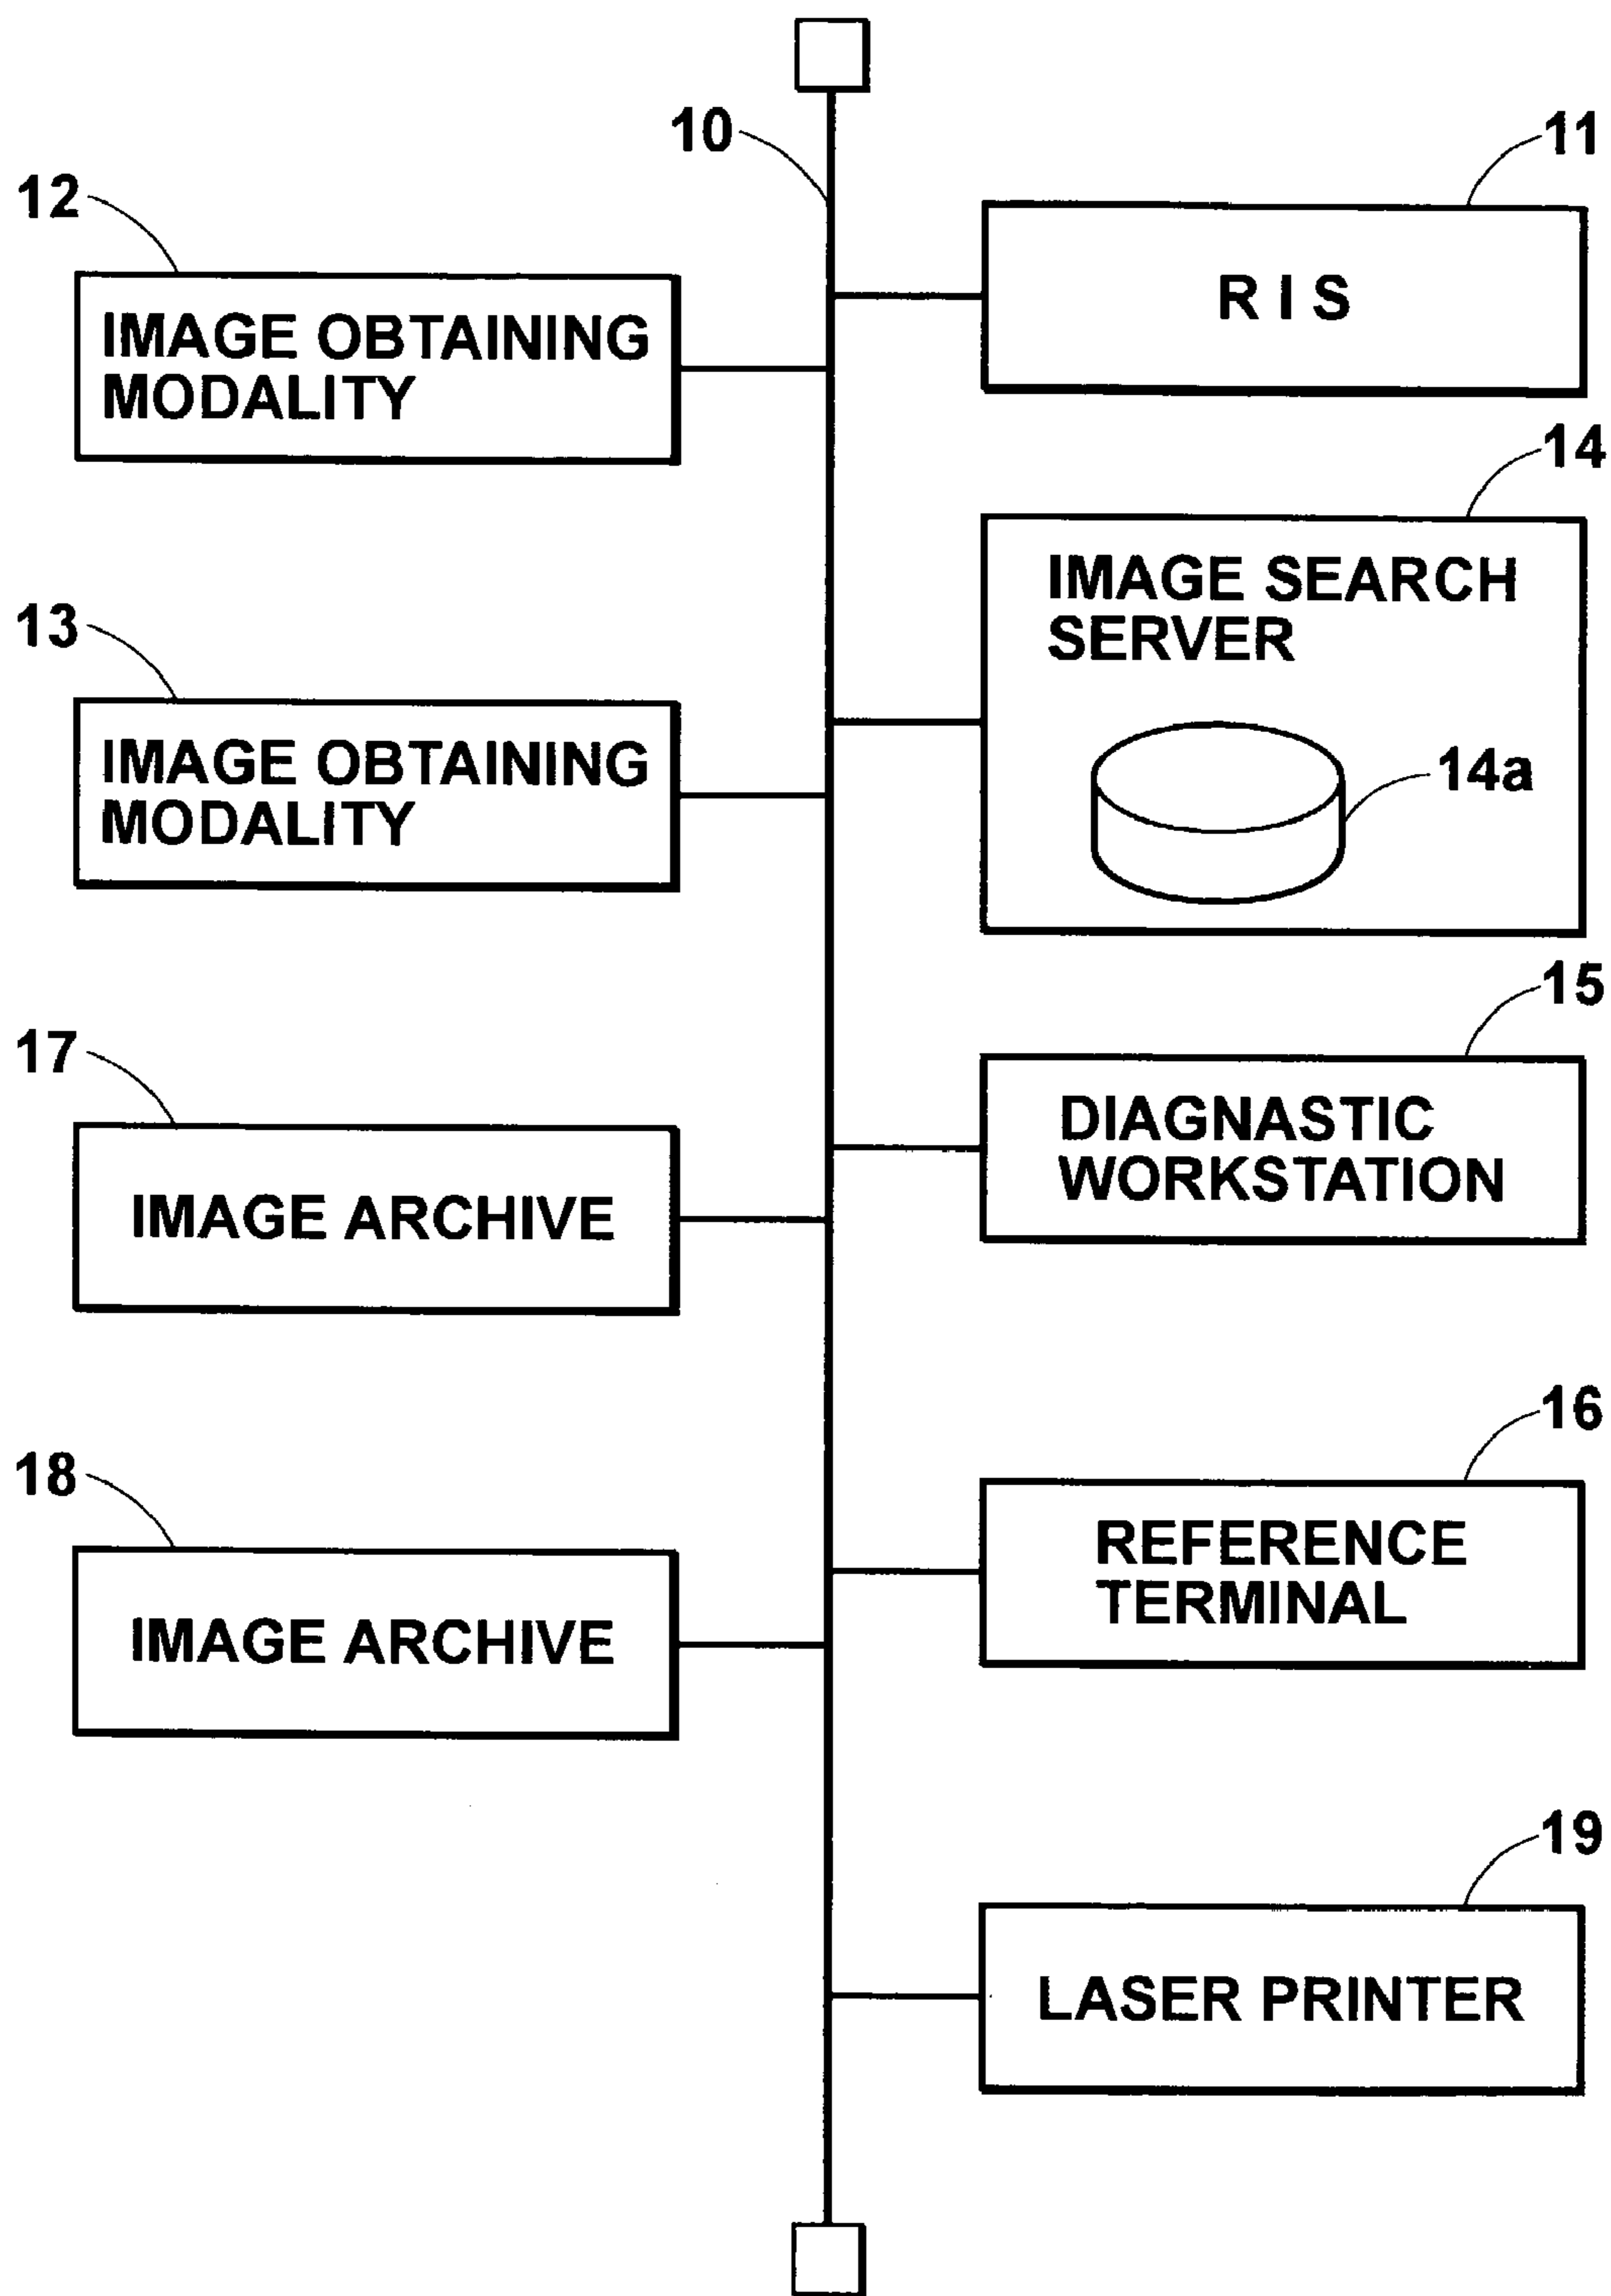 10
11
12
R I S
IMAGE OBTAINING
MODALITY
14
IMAGE SEARCH
SERVER
13
14a
IMAGE OBTAINING
MODALITY
15
17
DIAGNASTIC
WORKSTATION
IMAGE ARCHIVE
16
18
REFERENCE
TERMINAL
IMAGE ARCHIVE
19
LASER PRINTER